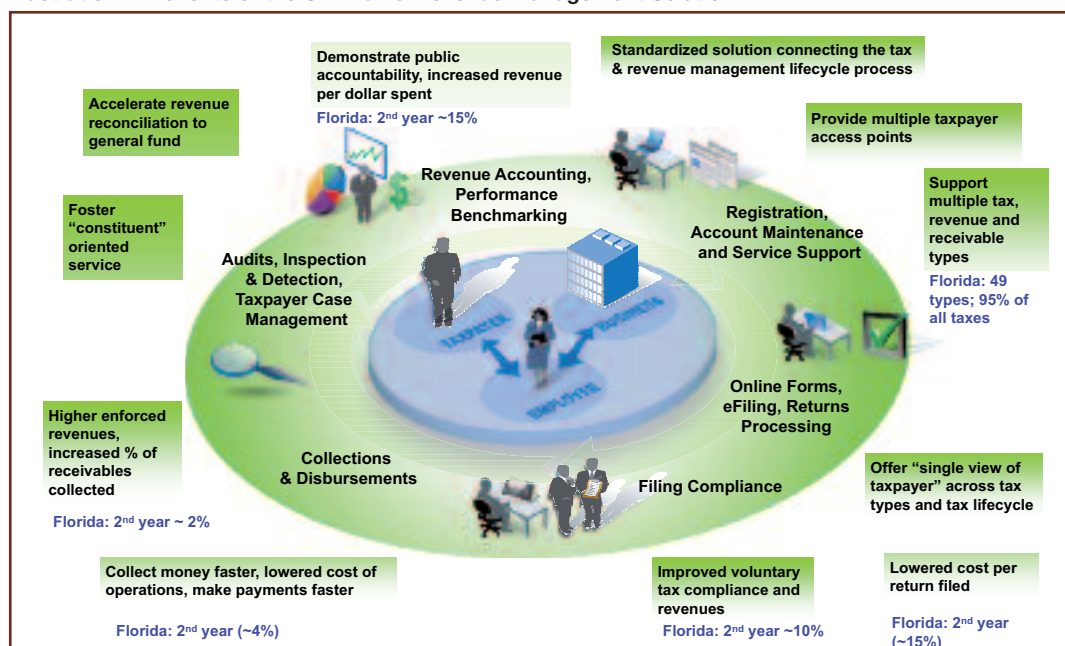 Demonstrate public
accountability, increased revenue
per dollar spent
Florida: 2nd year ~15%
Standardized solution connecting the tax
& revenue management lifecycle process
Accelerate revenue
reconciliation to
general fund
Provide multiple taxpayer
access points
Foster
“constituent”
oriented
service
Support
multiple tax,
revenue and
receivable
types
Florida: 49
types; 95% of
all taxes
Revenue Accounting,
Performance
Benchmarking
Registration,
Account Maintenance
and Service Support
Audits, Inspection
& Detection,
Taxpayer Case
Management
TAXPAYER
BUSINESS
EMPLOYEE
Online Forms,
eFiling, Returns
Processing
Higher enforced
revenues,
increased % of
receivables
collected
Florida: 2nd year ~ 2%
Collections
& Disbursements
Filing Compliance
Offer “single view of
taxpayer” across tax
types and tax lifecycle
Collect money faster, lowered cost of
operations, make payments faster
Florida: 2nd year (~4%)
Improved voluntary
tax compliance and
revenues
Florida: 2nd year ~10%
Lowered cost per
return filed
Florida: 2nd year
(~15%)